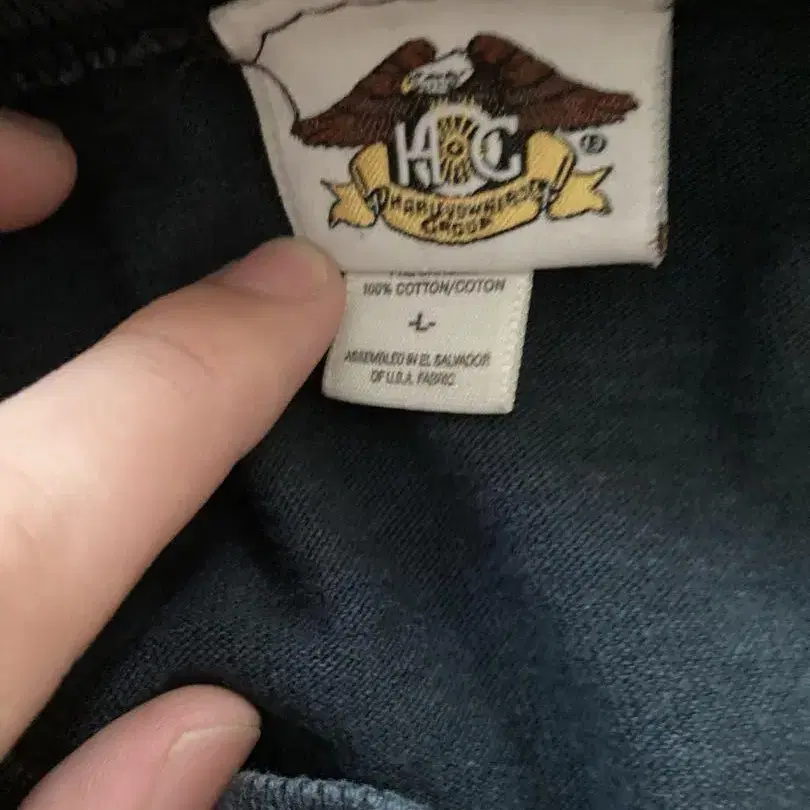 HOG
®
HARLEY OWNERS
GROUP
100% COTTON/COTON
-L-
ASSEMBLED IN EL SALVADOR
OF U.S.A. FABRIC